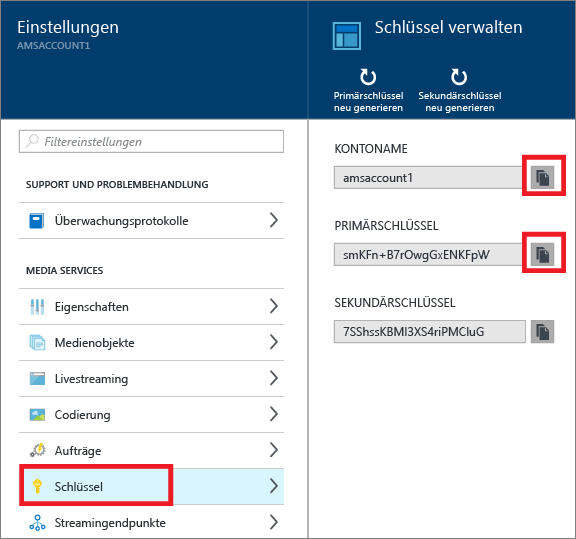 Einstellungen
AMSACCOUNT1
Filtereinstellungen
SUPPORT UND PROBLEMBEHANDLUNG
Überwachungsprotokolle
MEDIA SERVICES
Eigenschaften
Medienobjekte
Livestreaming
Codierung
Aufträge
Schlüssel
Streamingendpunkte
Schlüssel verwalten
Primärschlüssel
neu generieren
Sekundärschlüssel
neu generieren
KONTONAME
amsaccount1
PRIMÄRSCHLÜSSEL
smKFn+B7rOwgGxENKFpW
SEKUNDÄRSCHLÜSSEL
7SShssKBMI3XS4riPMCluG